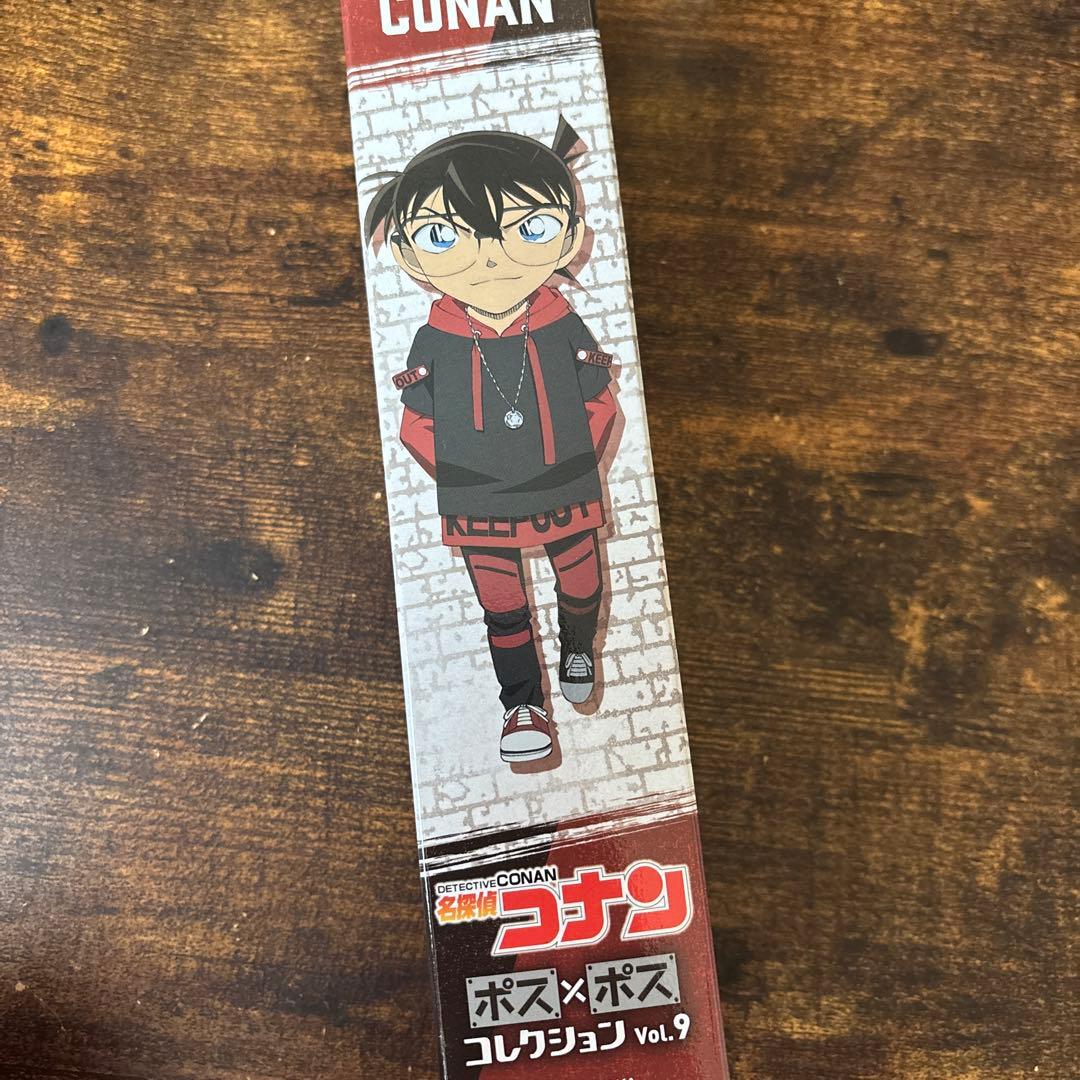 CONAN
OUT
KEEP
KEEP OUT
DETECTIVE CONAN
名探偵
コナン
ポス×ポス
コレクション Vol.9